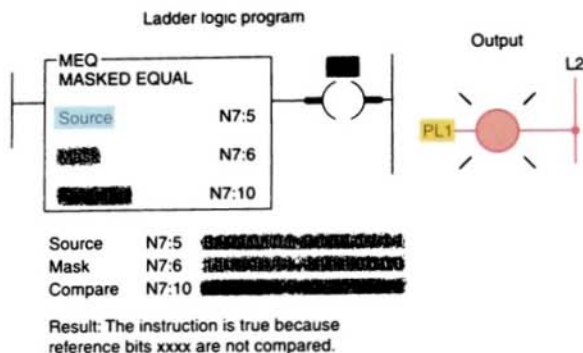 Ladder logic program
Output
L2
MEQ
MASKED EQUAL
Source N7:5
N7:6
N7:10
PL1
Source N7:5
Mask N7:6
Compare N7:10
Result: The instruction is true because
reference bits xxxx are not compared.